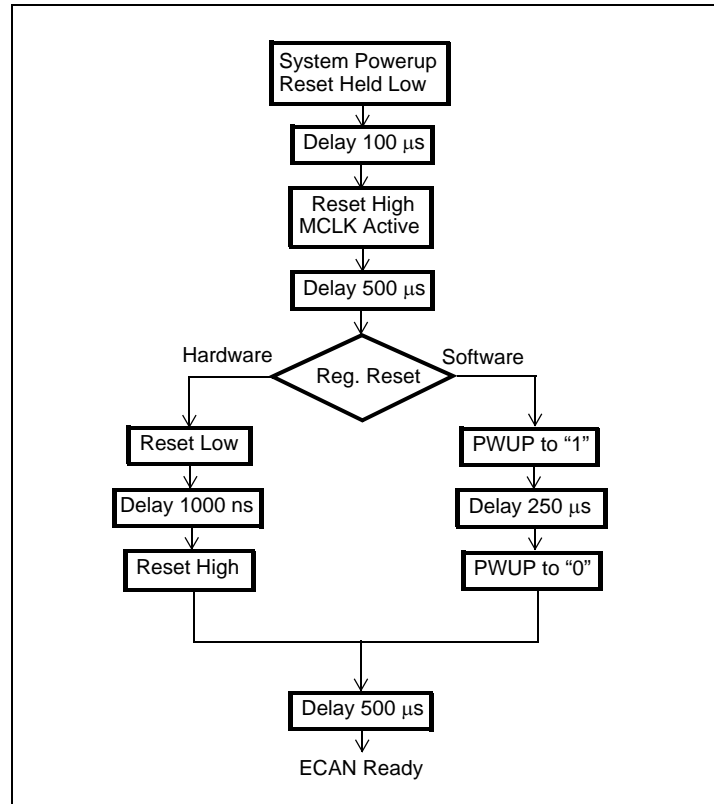 System Powerup
Reset Held Low
Delay 100 μs
Reset High
MCLK Active
Delay 500 μs
Hardware
Software
Reg. Reset
Reset Low
PWUP to “1”
Delay 1000 ns
Delay 250 μs
Reset High
PWUP to “0”
Delay 500 μs
ECAN Ready